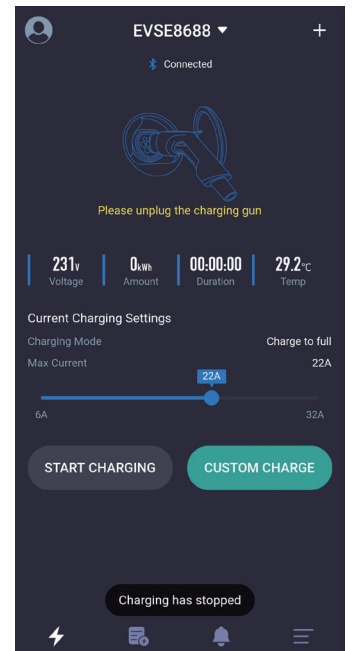 EVSE8688
Connected
Please unplug the charging gun
231v 0kWh 00:00:00 29.2°C
Voltage Amount Duration Temp
Current Charging Settings
Charging Mode Charge to full
Max Current 22A
22A
6A 32A
START CHARGING CUSTOM CHARGE
Charging has stopped